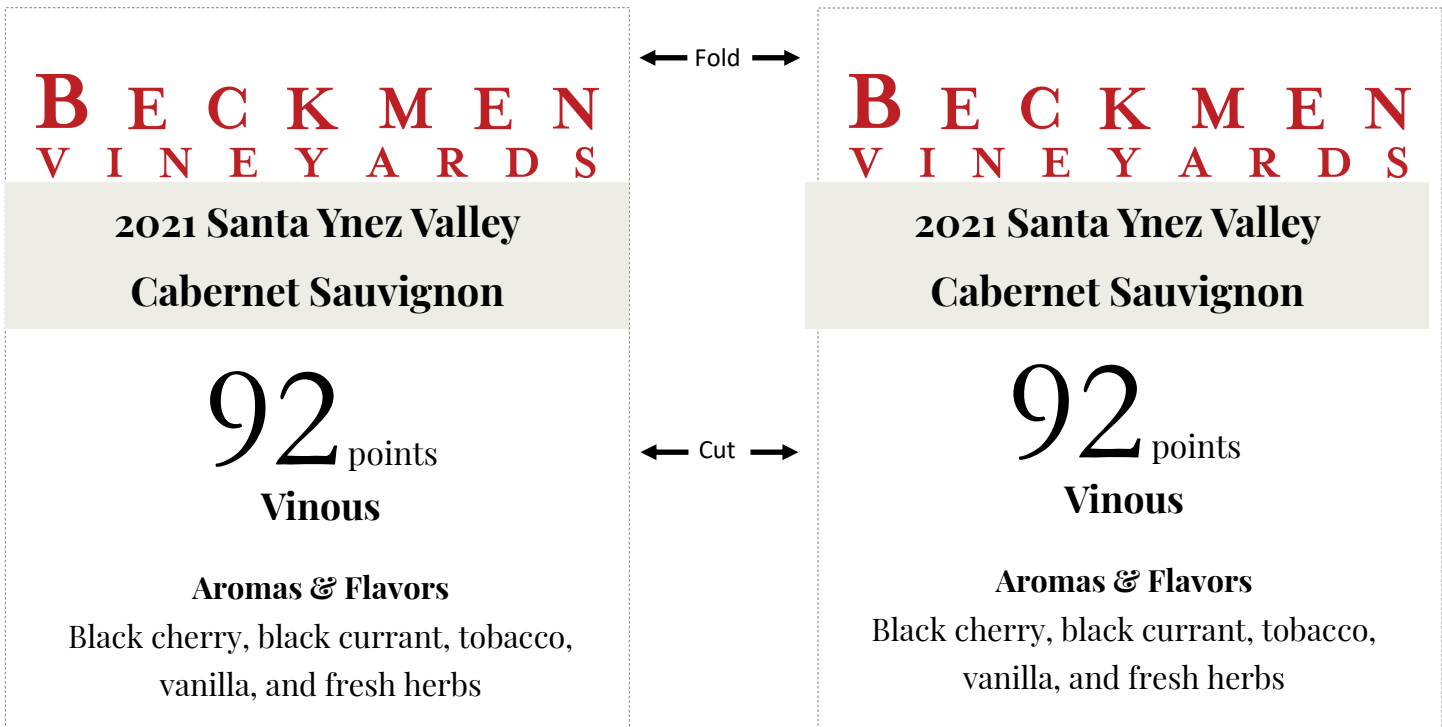 BECKMEN
VINEYARDS
2021 Santa Ynez Valley
Cabernet Sauvignon
92 points
Vinous
Aromas & Flavors
Black cherry, black currant, tobacco,
vanilla, and fresh herbs
Fold
Cut
BECKMEN
VINEYARDS
2021 Santa Ynez Valley
Cabernet Sauvignon
92 points
Vinous
Aromas & Flavors
Black cherry, black currant, tobacco,
vanilla, and fresh herbs